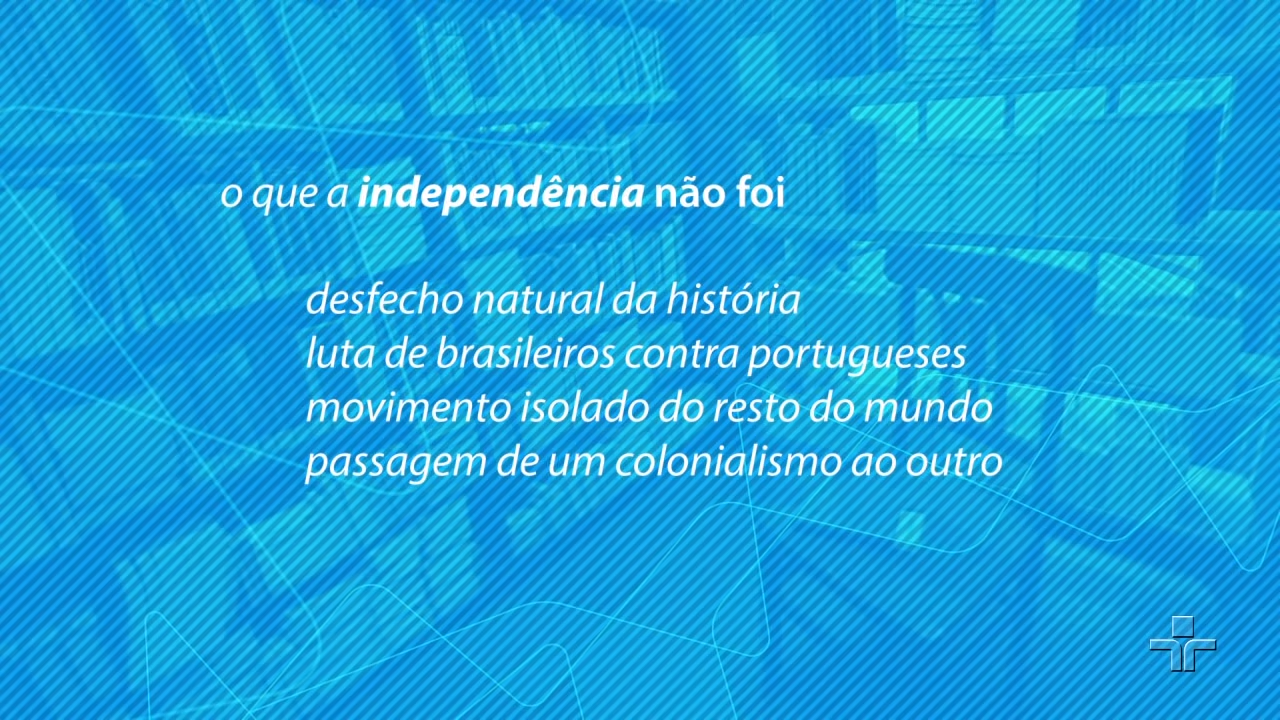 o que a independência não foi
desfecho natural da história
luta de brasileiros contra portugueses
movimento isolado do resto do mundo
passagem de um colonialismo ao outro